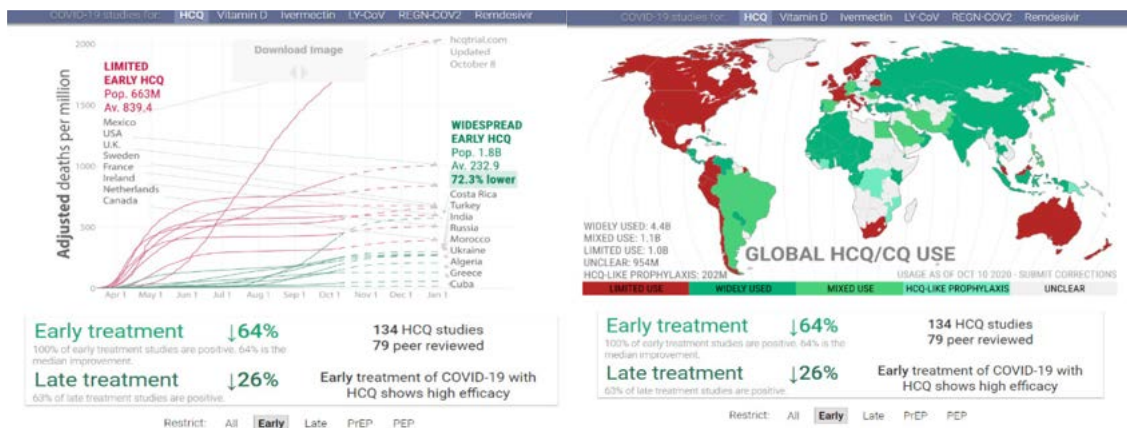 COVID-19 studies for: HCQ Vitamin D Ivermectin LY-CoV REGN-COV2 Remdesivir
2000
1500
1000
500
Adjusted deaths per million
Download Image
hcqtrial.com
Updated
October 8
LIMITED
EARLY HCQ
Pop. 663M
Av. 839.4
Mexico
USA
U.K.
Sweden
France
Ireland
Netherlands
Canada
WIDESPREAD
EARLY HCQ
Pop. 1.8B
Av. 232.9
72.3% lower
Costa Rica
Turkey
India
Russia
Morocco
Ukraine
Algeria
Greece
Cuba
Apr 1 May 1 Jun 1 Jul 1 Aug 1 Sep 1 Oct 1 Nov 1 Dec 1 Jan 1
Early treatment ↓64%
100% of early treatment studies are positive. 64% is the
median improvement.
Late treatment ↓26%
63% of late treatment studies are positive.
134 HCQ studies
79 peer reviewed
Early treatment of COVID-19 with
HCQ shows high efficacy
Restrict: All Early Late PrEP PEP
COVID-19 studies for: HCQ Vitamin D Ivermectin LY-CoV REGN-COV2 Remdesivir
WIDELY USED: 4.4B
MIXED USE: 1.1B
LIMITED USE: 1.0B
UNCLEAR: 954M
HCQ-LIKE PROPHYLAXIS: 202M
GLOBAL HCQ/CQ USE
USAGE AS OF OCT 10 2020 - SUBMIT CORRECTIONS
LIMITED USE WIDELY USED MIXED USE HCQ-LIKE PROPHYLAXIS UNCLEAR
Early treatment ↓64%
100% of early treatment studies are positive. 64% is the
median improvement.
Late treatment ↓26%
63% of late treatment studies are positive.
134 HCQ studies
79 peer reviewed
Early treatment of COVID-19 with
HCQ shows high efficacy
Restrict: All Early Late PrEP PEP